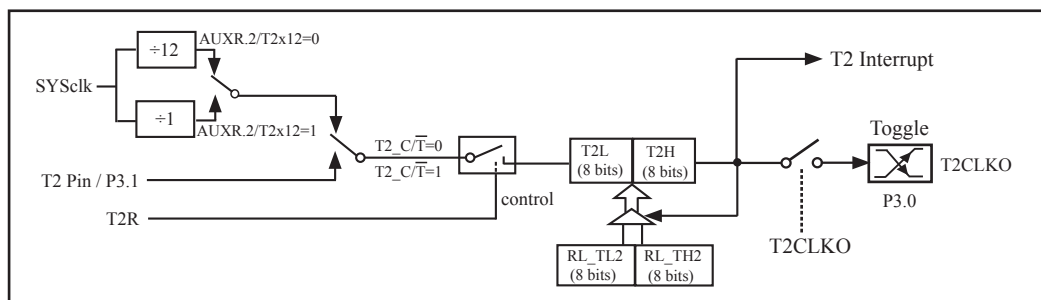 ÷12
AUXR.2/T2x12=0
SYSclk
÷1
AUXR.2/T2x12=1
T2 Pin / P3.1
T2R
T2_C/T̅=0
T2_C/T̅=1
control
T2L
(8 bits)
T2H
(8 bits)
RL_TL2
(8 bits)
RL_TH2
(8 bits)
T2 Interrupt
Toggle
T2CLKO
P3.0
T2CLKO